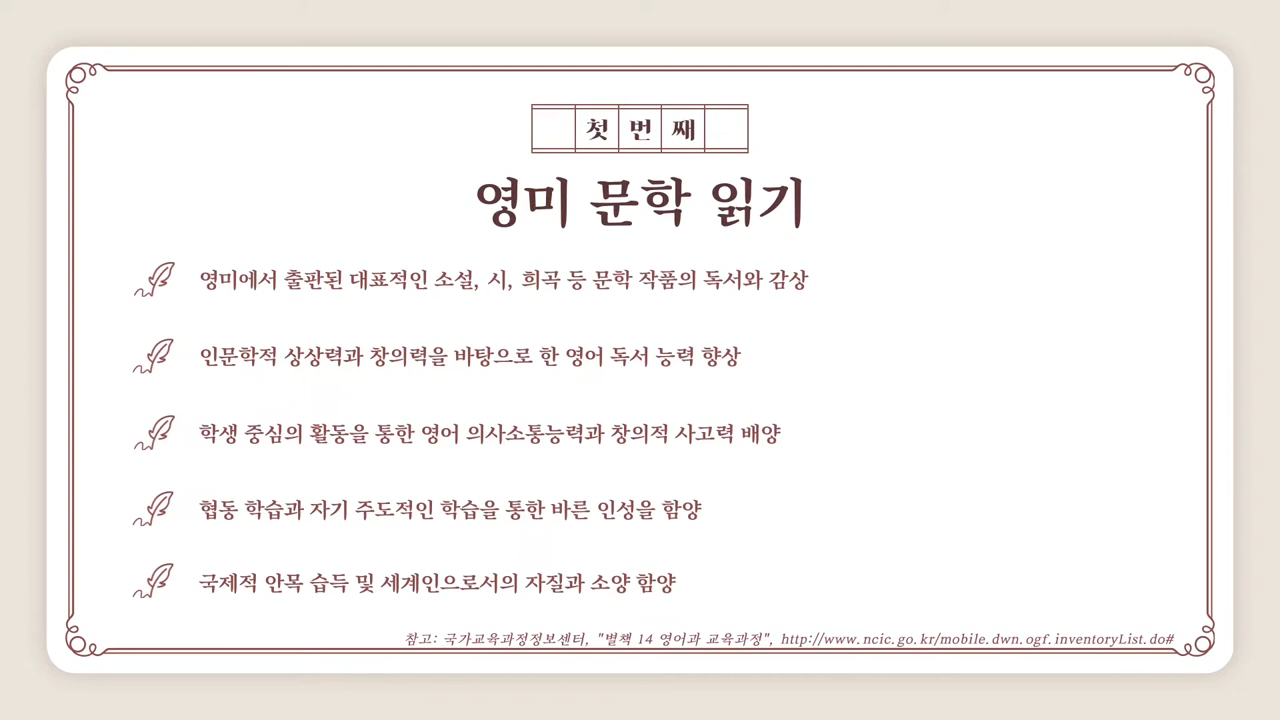 첫번째
영미 문학 읽기
영미에서 출판된 대표적인 소설, 시, 희곡 등 문학 작품의 독서와 감상
인문학적 상상력과 창의력을 바탕으로 한 영어 독서 능력 향상
학생 중심의 활동을 통한 영어 의사소통능력과 창의적 사고력 배양
협동 학습과 자기 주도적인 학습을 통한 바른 인성을 함양
국제적 안목 습득 및 세계인으로서의 자질과 소양 함양
참고: 국가교육과정정보센터, "별책 14 영어과 교육과정", http://www.ncic.go.kr/mobile.dwn.ogf.inventoryList.do#